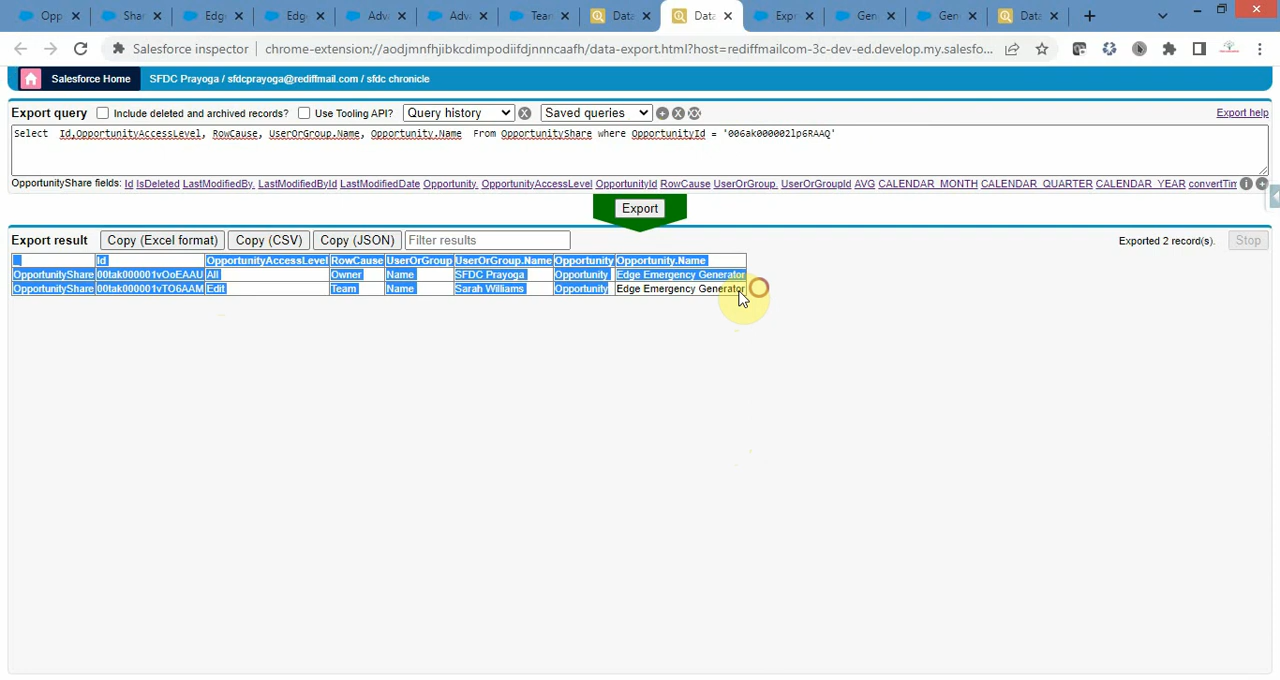 Opp
Shar
Edge
Edge
Adva
Adva
Team
Data
Data
Expr
Gen
Gen
Data
Salesforce inspector
chrome-extension://aodjmnfhjibkcdimpodiifdjnnncaafh/data-export.html?host=rediffmailcom-3c-dev-ed.develop.my.salesfo...
Salesforce Home SFDC Prayoga / sfdcprayoga@rediffmail.com / sfdc chronicle
Export query Include deleted and archived records? Use Tooling API? Query history Saved queries Export help
Select Id,OpportunityAccessLevel, RowCause, UserOrGroup.Name, Opportunity.Name From OpportunityShare where OpportunityId = '006ak000002lp6RAAQ'
OpportunityShare fields: Id IsDeleted LastModifiedBy. LastModifiedById LastModifiedDate Opportunity. OpportunityAccessLevel OpportunityId RowCause UserOrGroup. UserOrGroupId AVG CALENDAR_MONTH CALENDAR_QUARTER CALENDAR_YEAR convertTim
Export
Export result Copy (Excel format) Copy (CSV) Copy (JSON) Filter results Exported 2 record(s). Stop
_ Id OpportunityAccessLevel RowCause UserOrGroup UserOrGroup.Name Opportunity Opportunity.Name
OpportunityShare 00tak000001vOoEAAU All Owner Name SFDC Prayoga Opportunity Edge Emergency Generator
OpportunityShare 00tak000001vTO6AAM Edit Team Name Sarah Williams Opportunity Edge Emergency Generator